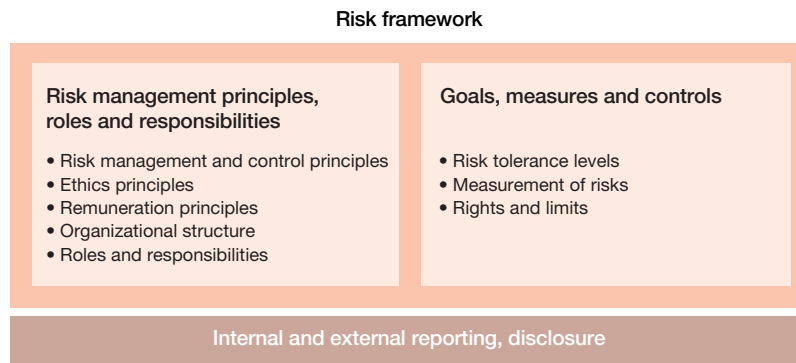 Risk framework
Risk management principles,
roles and responsibilities
• Risk management and control principles
• Ethics principles
• Remuneration principles
• Organizational structure
• Roles and responsibilities
Goals, measures and controls
• Risk tolerance levels
• Measurement of risks
• Rights and limits
Internal and external reporting, disclosure